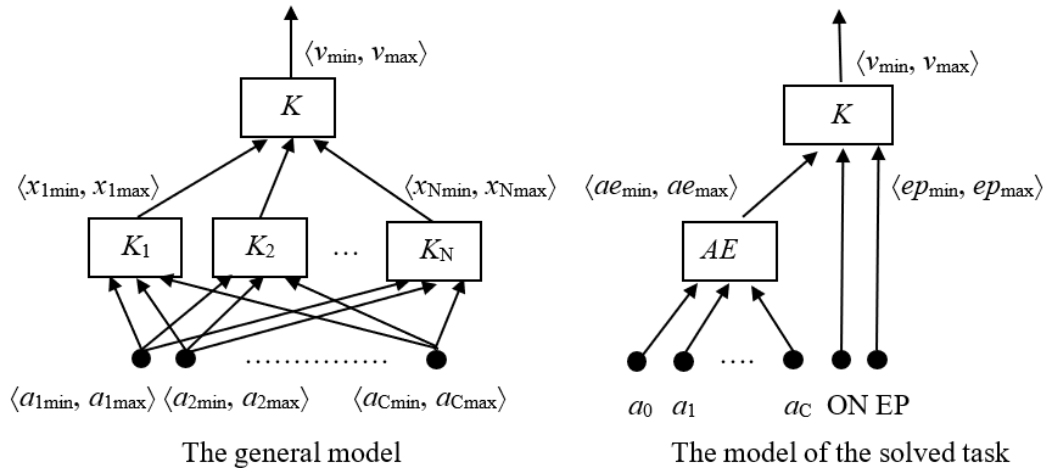 ⟨v_min, v_max⟩
K
⟨x_1min, x_1max⟩
⟨x_Nmin, x_Nmax⟩
K_1
K_2
…
K_N
……………
⟨a_1min, a_1max⟩ ⟨a_2min, a_2max⟩ ⟨a_Cmin, a_Cmax⟩
The general model
⟨v_min, v_max⟩
K
⟨ae_min, ae_max⟩
⟨ep_min, ep_max⟩
AE
....
a_0 a_1 a_C ON EP
The model of the solved task